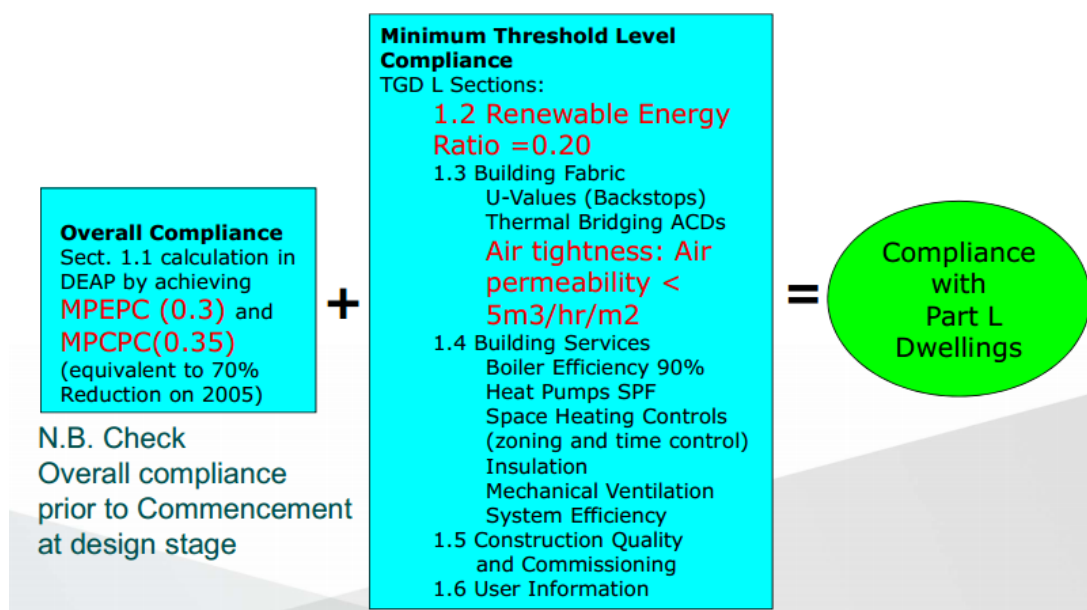 Overall Compliance
Sect. 1.1 calculation in
DEAP by achieving
MPEPC (0.3) and
MPCPC(0.35)
(equivalent to 70%
Reduction on 2005)
N.B. Check
Overall compliance
prior to Commencement
at design stage
+
Minimum Threshold Level
Compliance
TGD L Sections:
1.2 Renewable Energy
Ratio =0.20
1.3 Building Fabric
U-Values (Backstops)
Thermal Bridging ACDs
Air tightness: Air
permeability <
5m3/hr/m2
1.4 Building Services
Boiler Efficiency 90%
Heat Pumps SPF
Space Heating Controls
(zoning and time control)
Insulation
Mechanical Ventilation
System Efficiency
1.5 Construction Quality
and Commissioning
1.6 User Information
=
Compliance
with
Part L
Dwellings